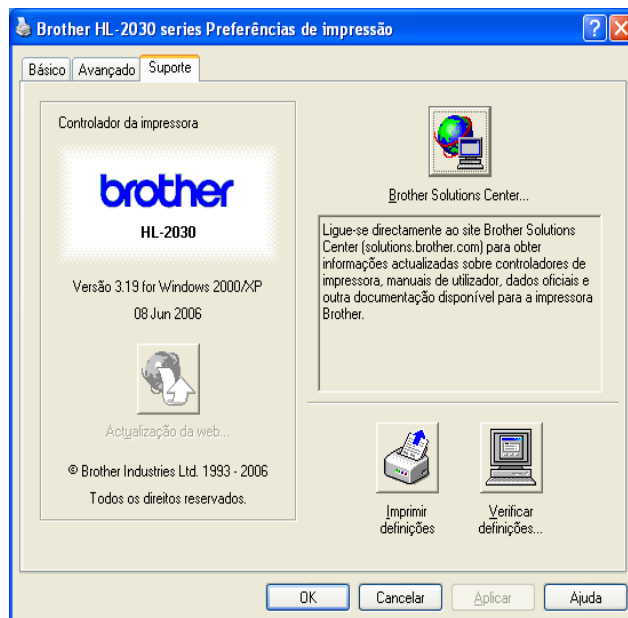 Brother HL-2030 series Preferências de impressão
Básico
Avançado
Suporte
Controlador da impressora
brother
HL-2030
Versão 3.19 for Windows 2000/XP
08 Jun 2006
Actualização da web...
© Brother Industries Ltd. 1993 - 2006
Todos os direitos reservados.
Brother Solutions Center...
Ligue-se directamente ao site Brother Solutions
Center (solutions.brother.com) para obter
informações actualizadas sobre controladores de
impressora, manuais de utilizador, dados oficiais e
outra documentação disponível para a impressora
Brother.
Imprimir
definições
Verificar
definições...
OK
Cancelar
Aplicar
Ajuda